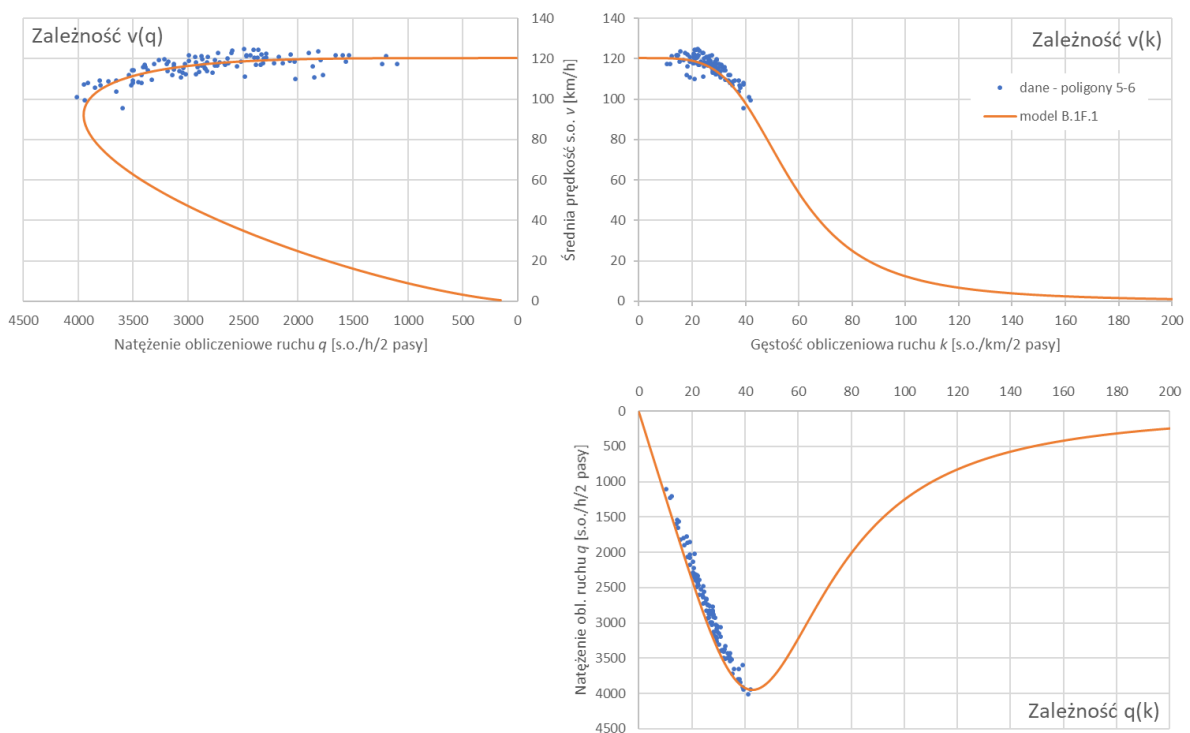 Zależność v(q)
140
120
100
80
60
40
20
0
Średnia prędkość s.o. v [km/h]
4500 4000 3500 3000 2500 2000 1500 1000 500 0
Natężenie obliczeniowe ruchu q [s.o./h/2 pasy]
Zależność v(k)
dane - poligony 5-6
model B.1F.1
140
120
100
80
60
40
20
0
0 20 40 60 80 100 120 140 160 180 200
Gęstość obliczeniowa ruchu k [s.o./km/2 pasy]
0 20 40 60 80 100 120 140 160 180 200
0
500
1000
1500
2000
2500
3000
3500
4000
4500
Natężenie obl. ruchu q [s.o./h/2 pasy]
Zależność q(k)